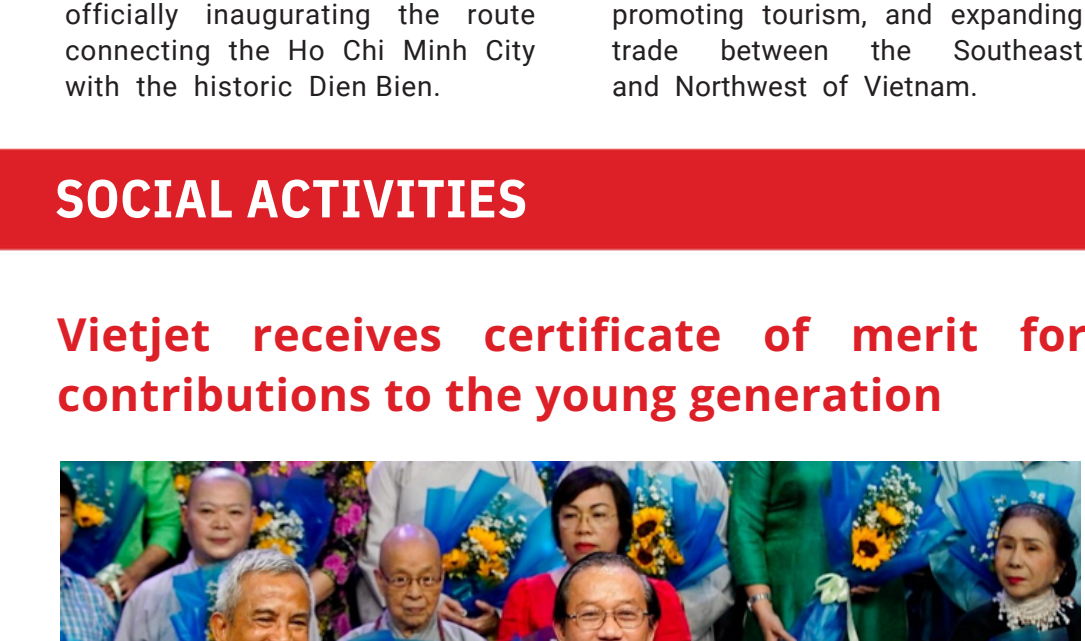 officially inaugurating the route
connecting the Ho Chi Minh City
with the historic Dien Bien.
promoting tourism, and expanding
trade between the Southeast
and Northwest of Vietnam.
SOCIAL ACTIVITIES
Vietjet receives certificate of merit for
contributions to the young generation